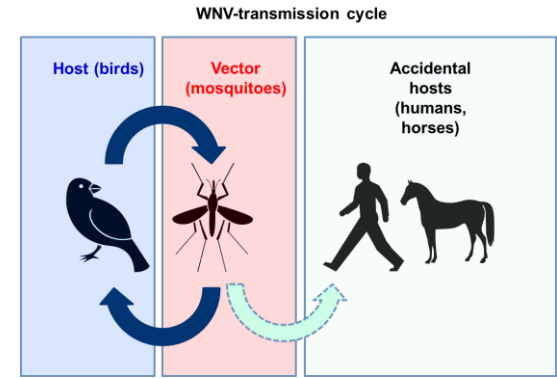 WNV-transmission cycle
Host (birds)
Vector
(mosquitoes)
Accidental
hosts
(humans,
horses)